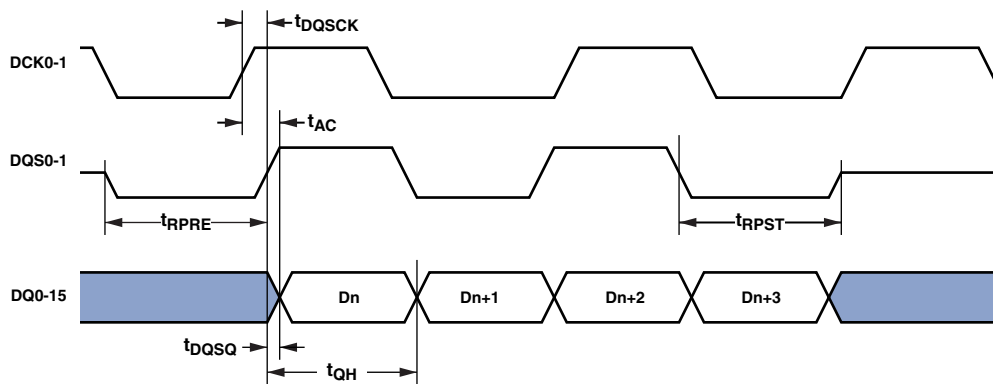 tDQSCK
DCK0-1
tAC
DQS0-1
tRPRE
tRPST
DQ0-15
Dn
Dn+1
Dn+2
Dn+3
tDQSQ
tQH